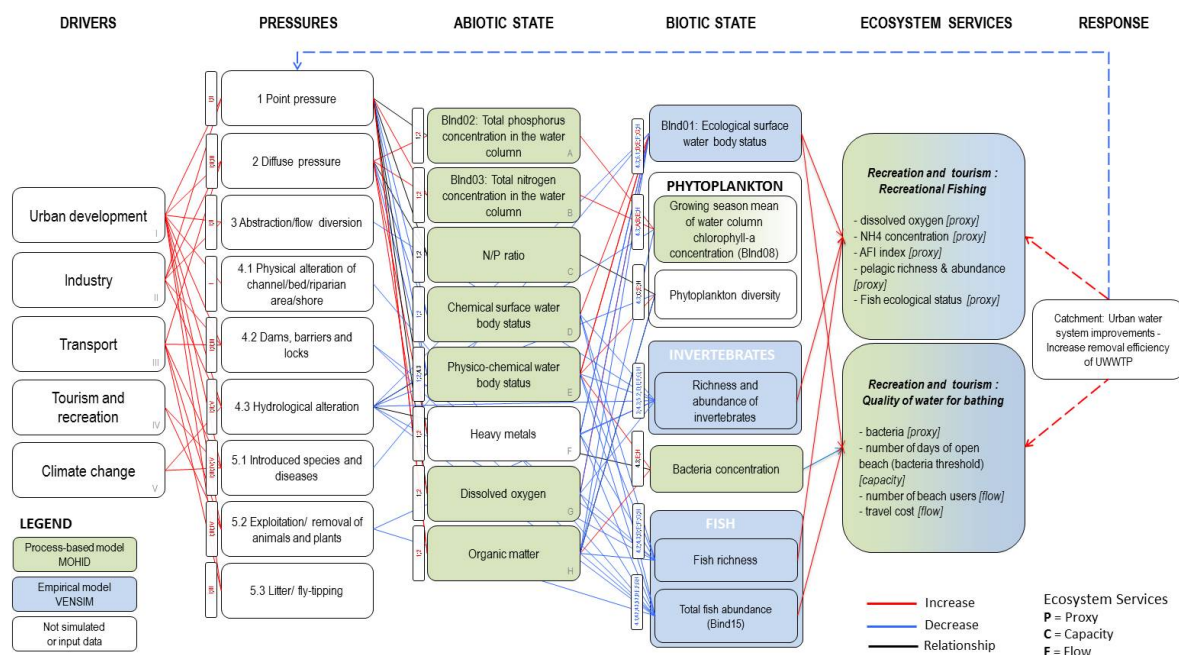 DRIVERS
PRESSURES
ABIOTIC STATE
BIOTIC STATE
ECOSYSTEM SERVICES
RESPONSE
Urban development
I
Industry
II
Transport
III
Tourism and
recreation
IV
Climate change
V
LEGEND
Process-based model
MOHID
Empirical model
VENSIM
Not simulated
or input data
1 Point pressure
2 Diffuse pressure
3 Abstraction/flow diversion
4.1 Physical alteration of
channel/bed/riparian
area/shore
4.2 Dams, barriers and
locks
4.3 Hydrological alteration
5.1 Introduced species and
diseases
5.2 Exploitation/ removal of
animals and plants
5.3 Litter/ fly-tipping
BInd02: Total phosphorus
concentration in the water
column
A
BInd03: Total nitrogen
concentration in the water
column
B
N/P ratio
C
Chemical surface water
body status
D
Physico-chemical water
body status
E
Heavy metals
F
Dissolved oxygen
G
Organic matter
H
BInd01: Ecological surface
water body status
PHYTOPLANKTON
Growing season mean
of water column
chlorophyll-a
concentration (BInd08)
Phytoplankton diversity
INVERTEBRATES
Richness and
abundance of
invertebrates
Bacteria concentration
FISH
Fish richness
Total fish abundance
(Bind15)
Recreation and tourism :
Recreational Fishing
- dissolved oxygen [proxy]
- NH4 concentration [proxy]
- AFI index [proxy]
- pelagic richness & abundance
[proxy]
- Fish ecological status [proxy]
Recreation and tourism :
Quality of water for bathing
- bacteria [proxy]
- number of days of open
beach (bacteria threshold)
[capacity]
- number of beach users [flow]
- travel cost [flow]
Catchment: Urban water
system improvements -
Increase removal efficiency
of UWWTP
Increase
Decrease
Relationship
Ecosystem Services
P = Proxy
C = Capacity
F = Flow